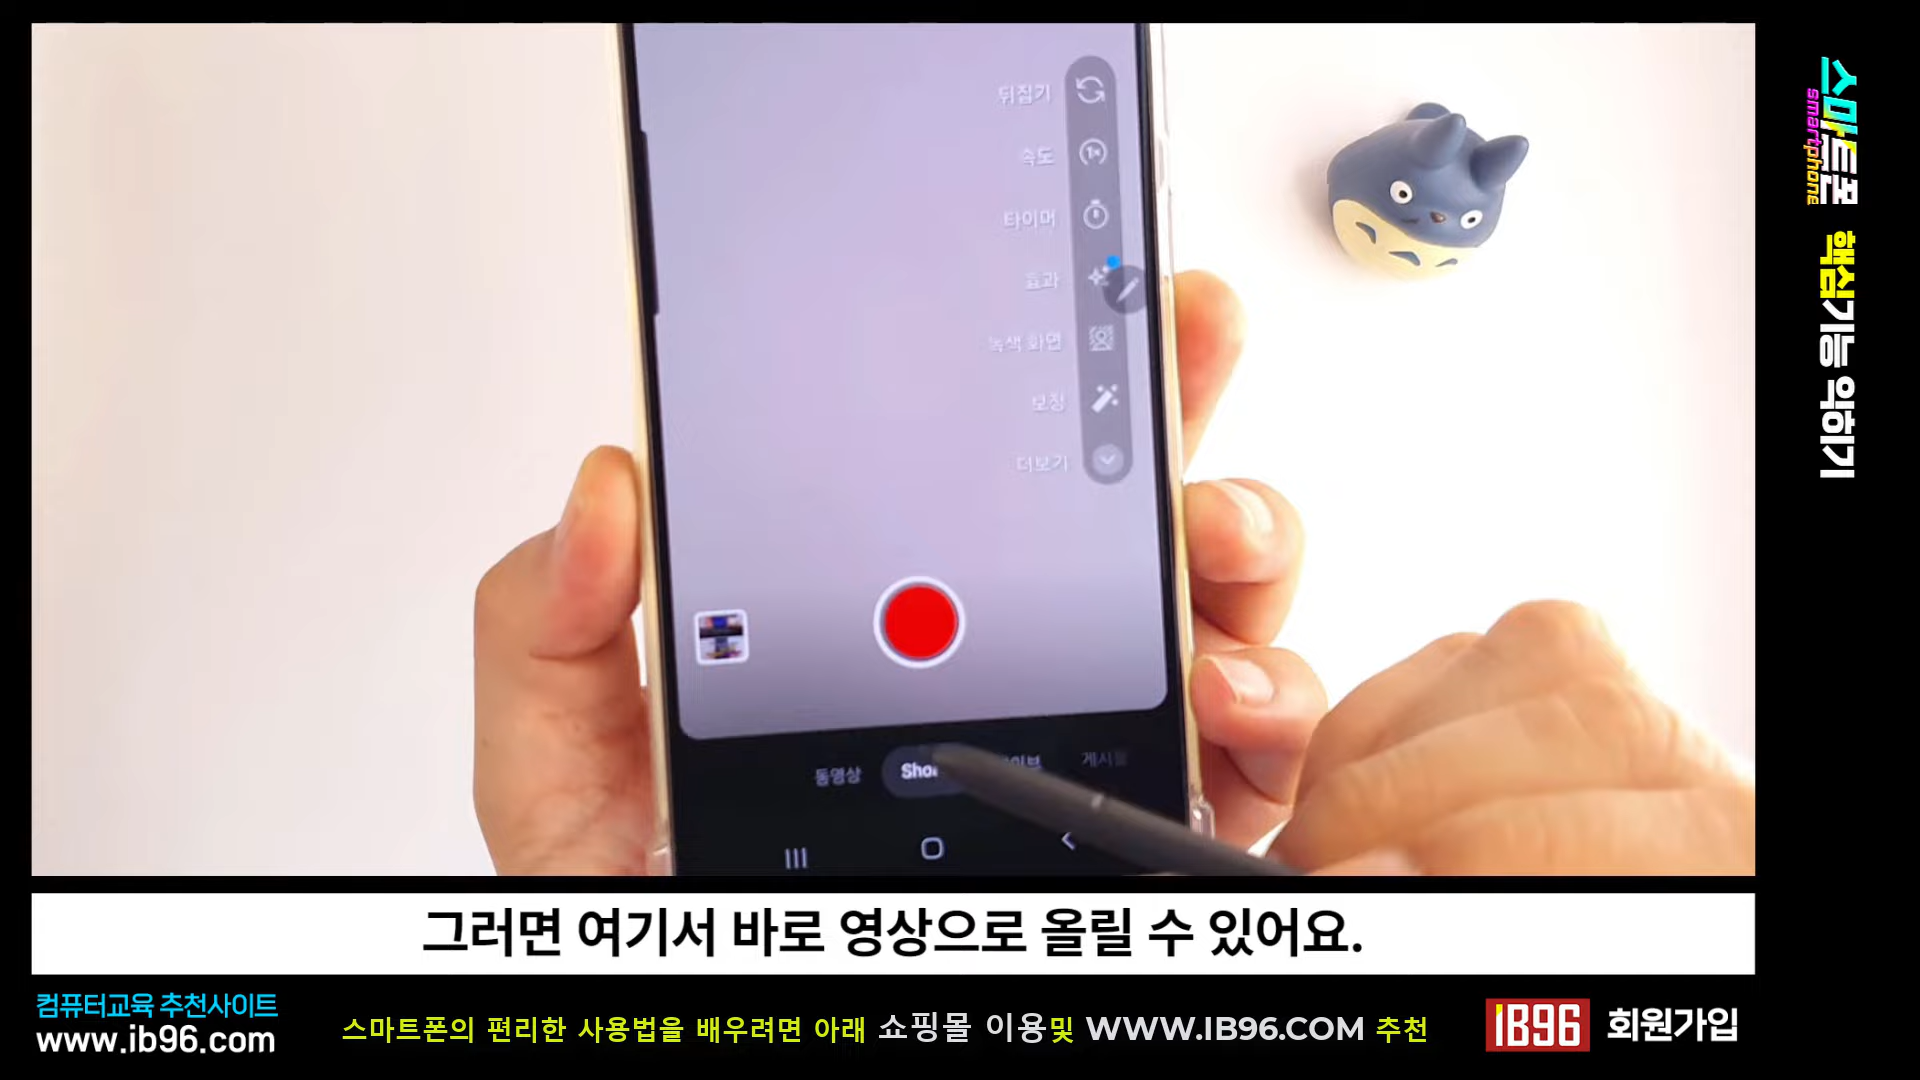 뒤집기
속도
1×
타이머
효과
녹색 화면
보정
더보기
동영상
스마트폰
smartphone
핵심기능 익히기
그러면 여기서 바로 영상으로 올릴 수 있어요.
컴퓨터교육 추천사이트
www.ib96.com
스마트폰의 편리한 사용법을 배우려면 아래 쇼핑몰 이용및 WWW.IB96.COM 추천
IB96 회원가입